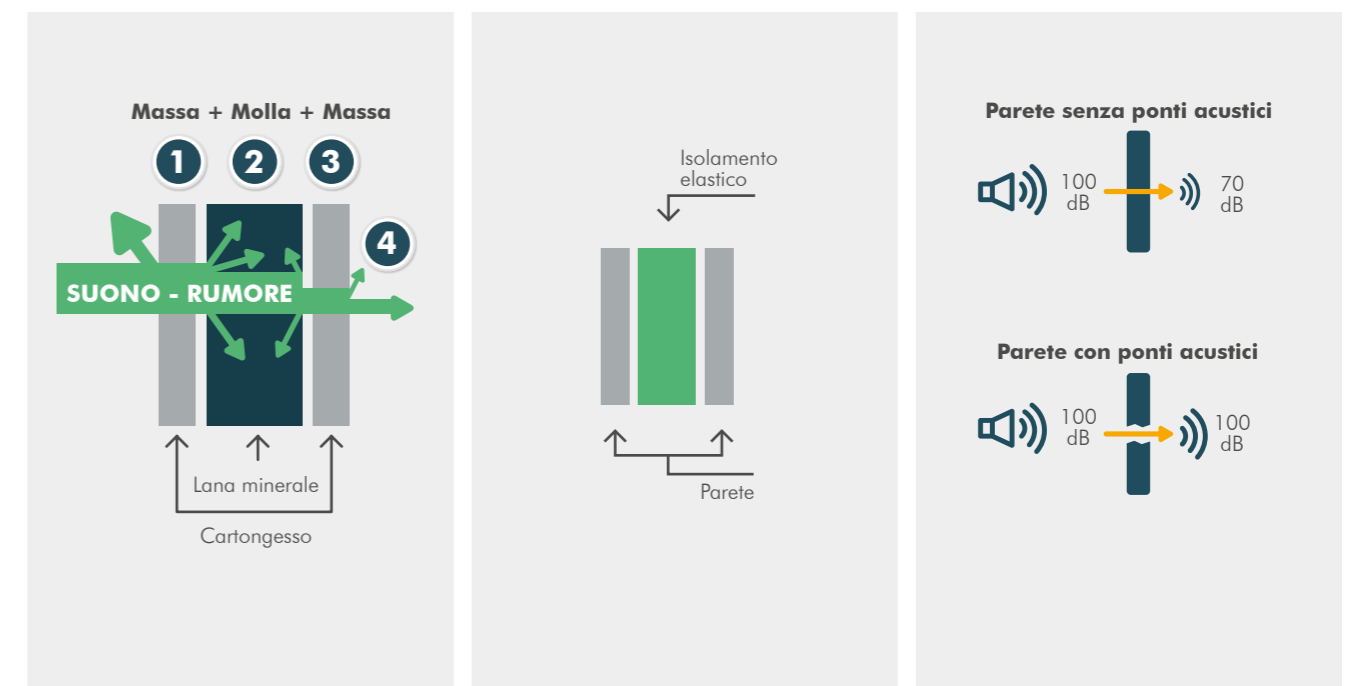 Massa + Molla + Massa
1 2 3
4
SUONO - RUMORE
Lana minerale
Cartongesso
Isolamento
elastico
Parete
Parete senza ponti acustici
100
dB
70
dB
Parete con ponti acustici
100
dB
100
dB